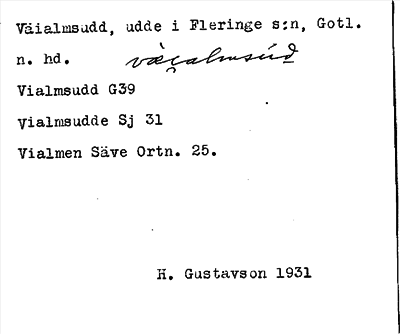 Väialmsudd, udde i Fleringe s:n, Gotl.
n. hd.
Vialmsudd G39
Vialmsudde Sj 31
Vialmen Säve Ortn. 25.
H. Gustavson 1931